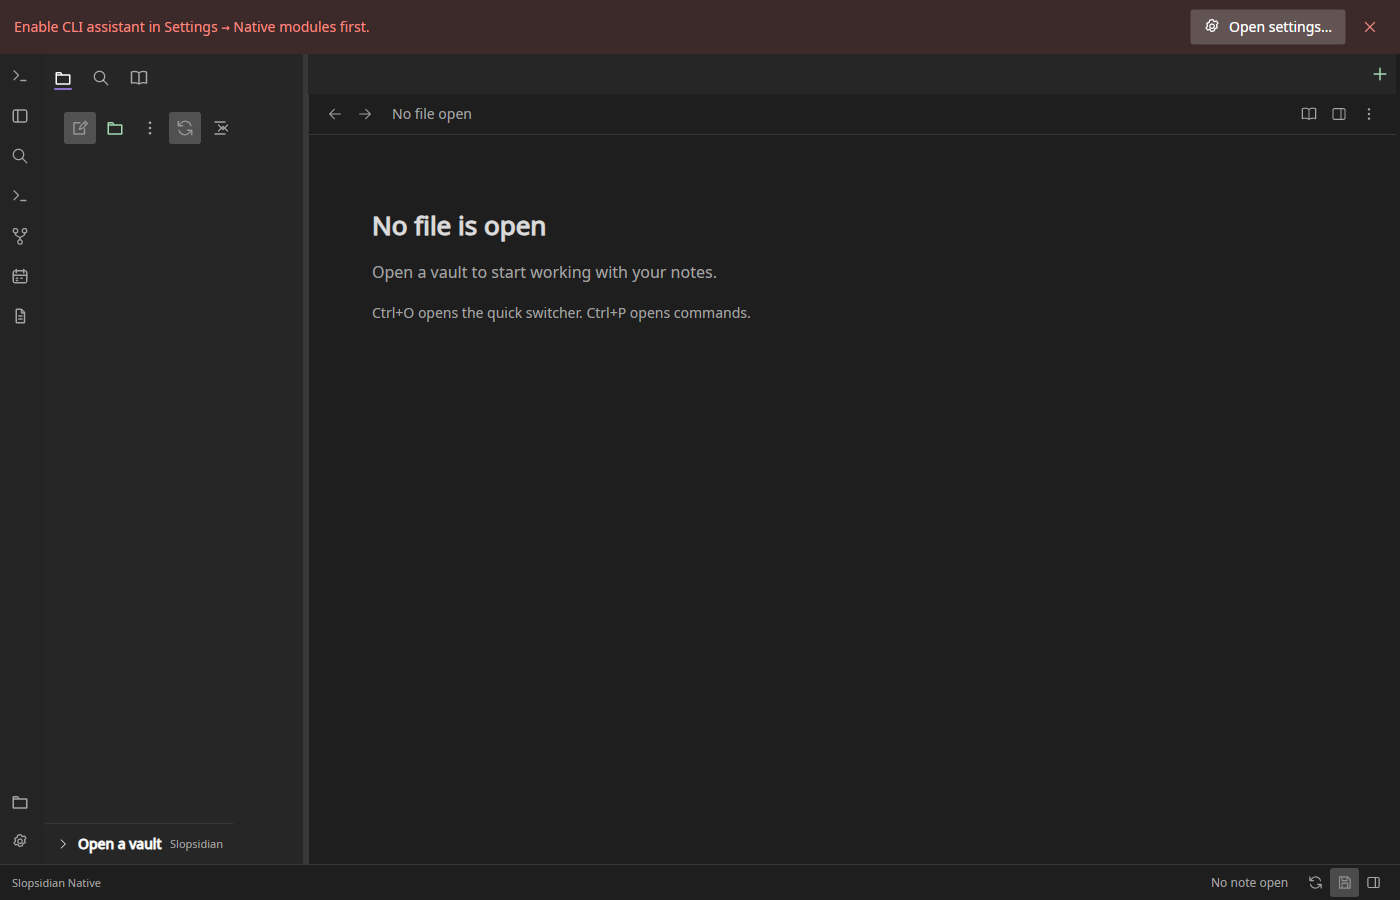 Enable CLI assistant in Settings → Native modules first.
Open settings...
No file open
No file is open
Open a vault to start working with your notes.
Ctrl+O opens the quick switcher. Ctrl+P opens commands.
Open a vault Slopsidian
Slopsidian Native
No note open